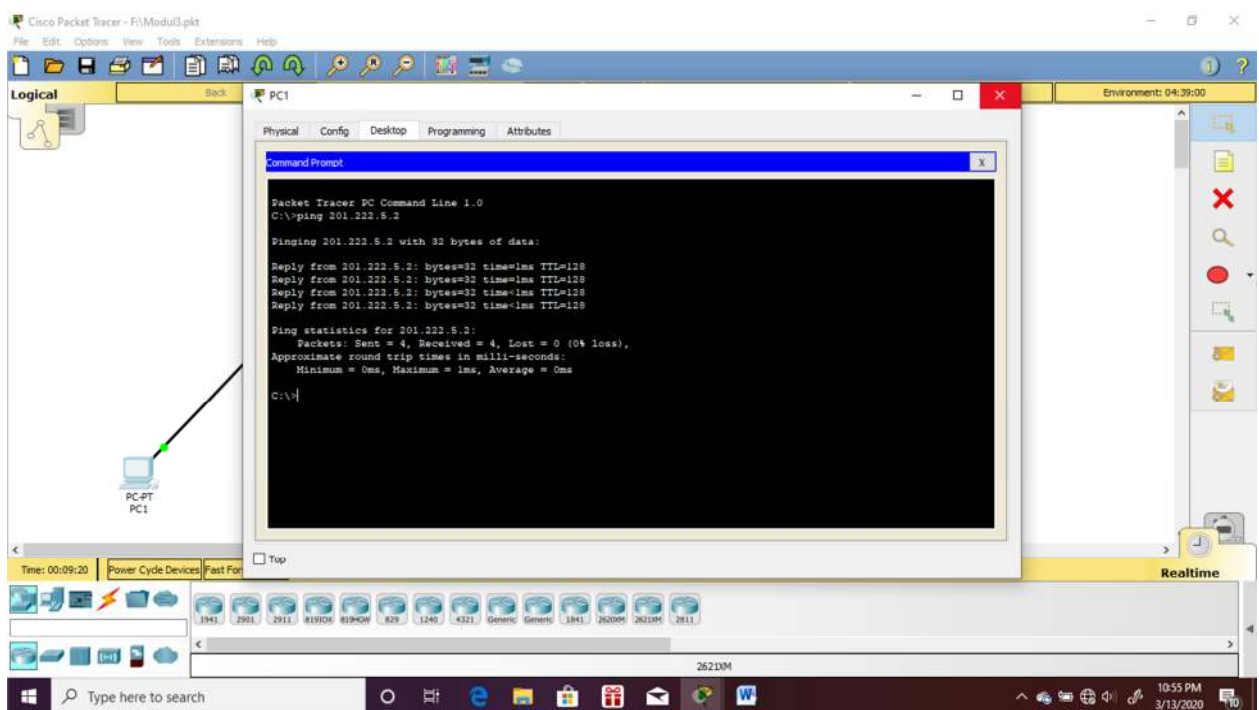 Cisco Packet Tracer - F:\Modul3.pkt
File Edit Options View Tools Extensions Help
Logical
Back
Environment: 04:39:00
PC1
Physical Config Desktop Programming Attributes
Command Prompt
X
Packet Tracer PC Command Line 1.0
C:\>ping 201.222.5.2
Pinging 201.222.5.2 with 32 bytes of data:
Reply from 201.222.5.2: bytes=32 time=1ms TTL=128
Reply from 201.222.5.2: bytes=32 time=1ms TTL=128
Reply from 201.222.5.2: bytes=32 time<1ms TTL=128
Reply from 201.222.5.2: bytes=32 time<1ms TTL=128
Ping statistics for 201.222.5.2:
Packets: Sent = 4, Received = 4, Lost = 0 (0% loss),
Approximate round trip times in milli-seconds:
Minimum = 0ms, Maximum = 1ms, Average = 0ms
C:\>
PC-PT
PC1
Top
Time: 00:09:20 Power Cycle Devices Fast For
Realtime
1941 2901 2911 819IOX 819HGW 829 1240 4321 Generic Generic 1841 2620XM 2621XM 2811
2621XM
Type here to search
10:55 PM
3/13/2020